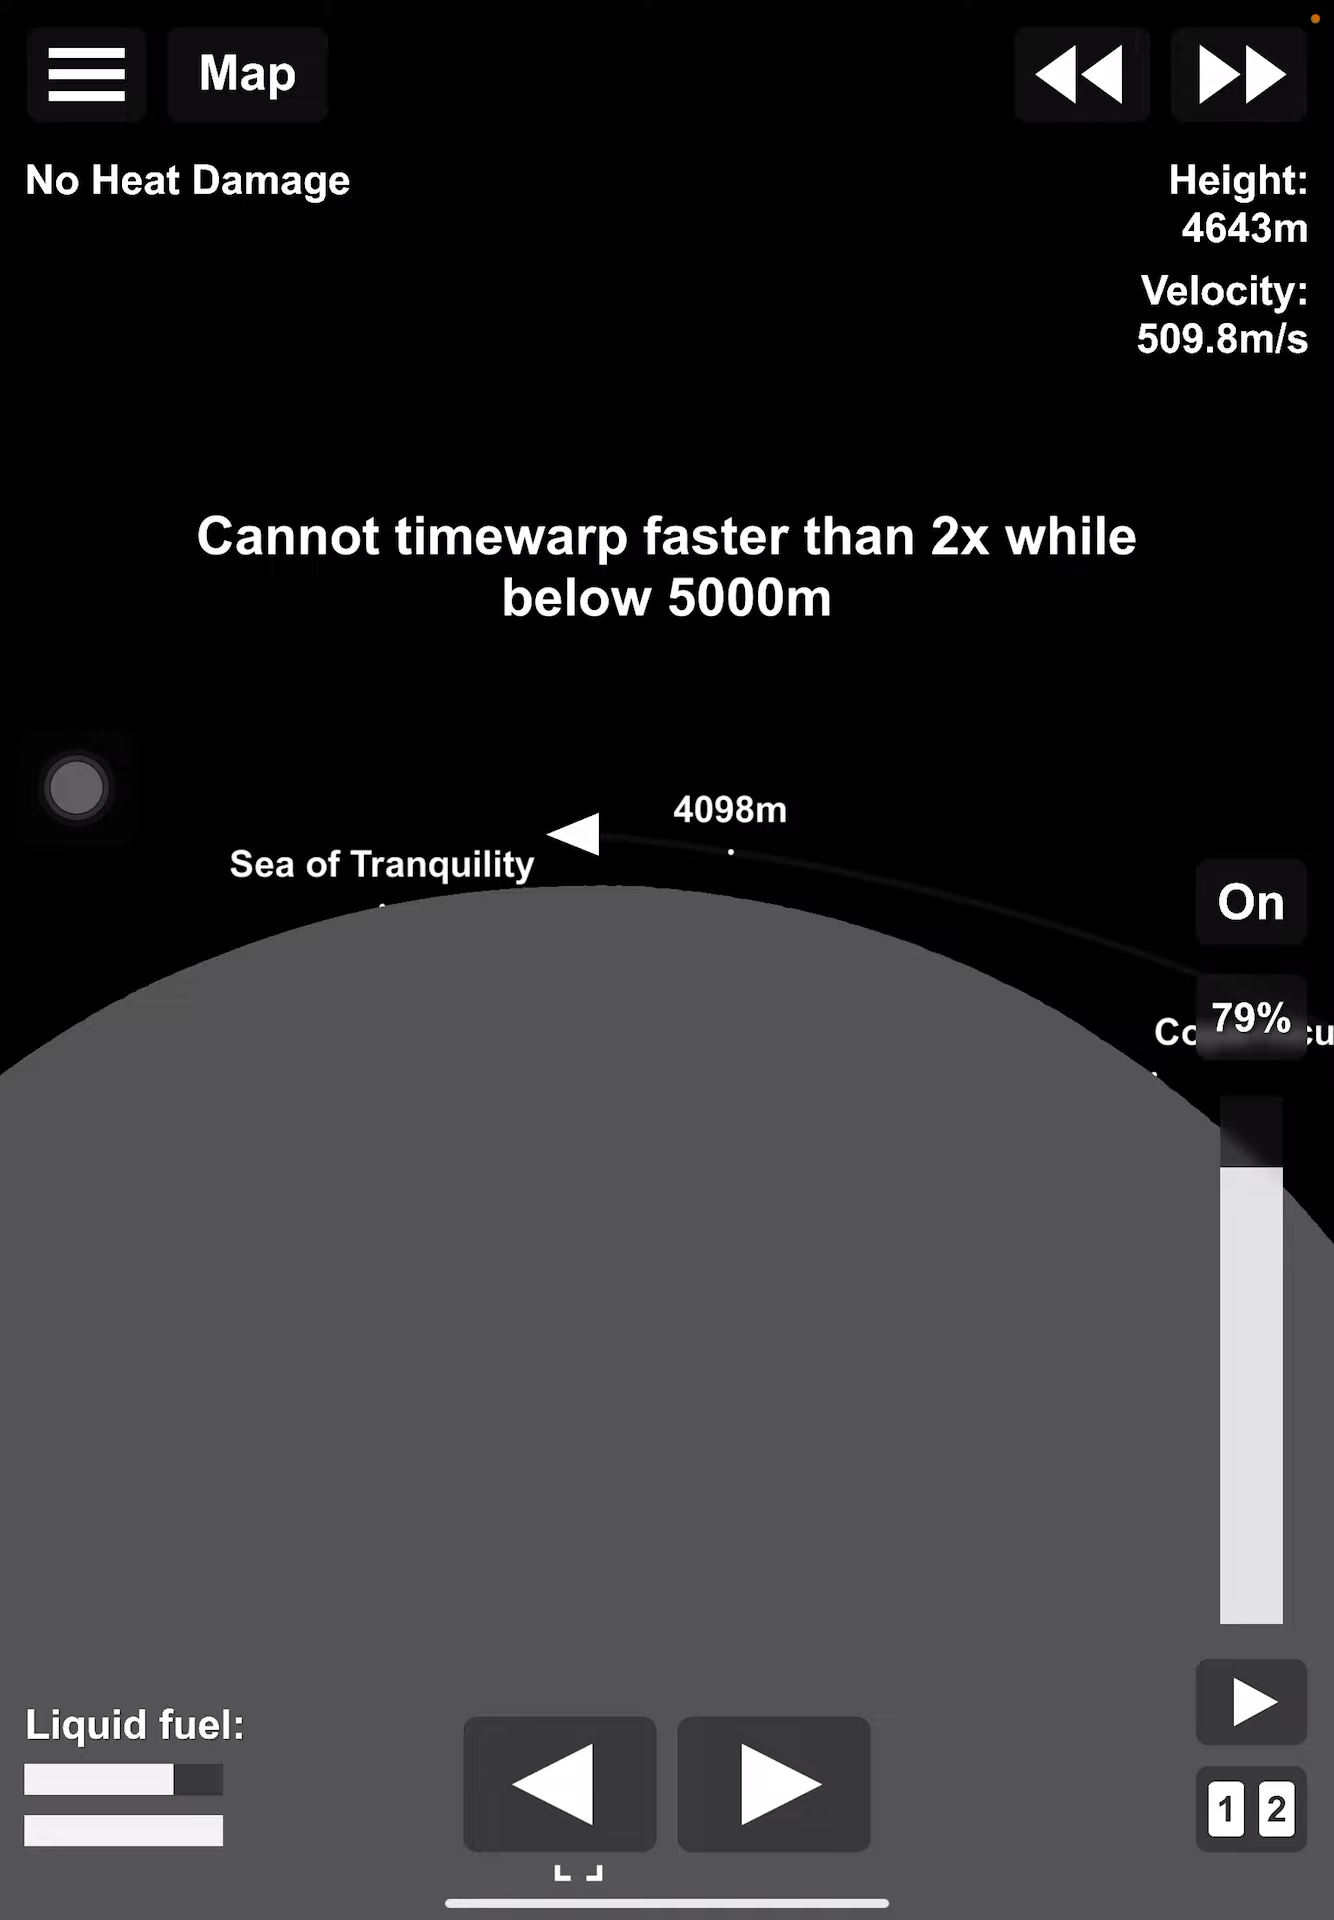 Map
No Heat Damage
Height:
4643m
Velocity:
509.8m/s
Cannot timewarp faster than 2x while
below 5000m
4098m
Sea of Tranquility
On
79%
Liquid fuel:
1 2